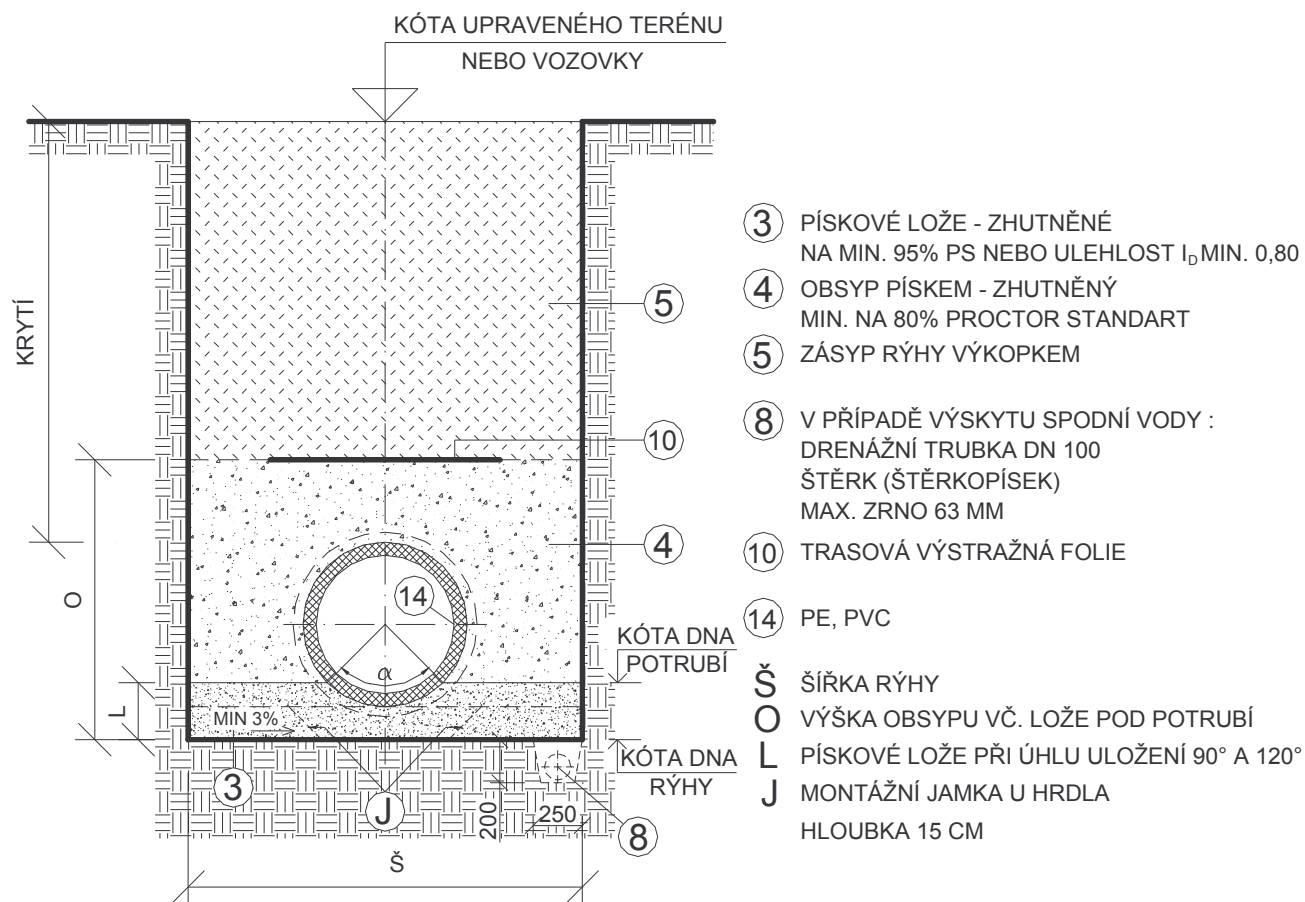 KÓTA UPRAVENÉHO TERÉNU
NEBO VOZOVKY
KRYTÍ
O
L
5
10
4
14
α
KÓTA DNA
POTRUBÍ
MIN 3%
KÓTA DNA
RÝHY
3
J
200
250
8
Š
3 PÍSKOVÉ LOŽE - ZHUTNĚNÉ
NA MIN. 95% PS NEBO ULEHLOST ID MIN. 0,80
4 OBSYP PÍSKEM - ZHUTNĚNÝ
MIN. NA 80% PROCTOR STANDART
5 ZÁSYP RÝHY VÝKOPKEM
8 V PŘÍPADĚ VÝSKYTU SPODNÍ VODY :
DRENÁŽNÍ TRUBKA DN 100
ŠTĚRK (ŠTĚRKOPÍSEK)
MAX. ZRNO 63 MM
10 TRASOVÁ VÝSTRAŽNÁ FOLIE
14 PE, PVC
Š ŠÍŘKA RÝHY
O VÝŠKA OBSYPU VČ. LOŽE POD POTRUBÍ
L PÍSKOVÉ LOŽE PŘI ÚHLU ULOŽENÍ 90° A 120°
J MONTÁŽNÍ JAMKA U HRDLA
HLOUBKA 15 CM